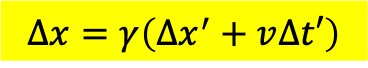 Δx = γ(Δx′ + vΔt′)